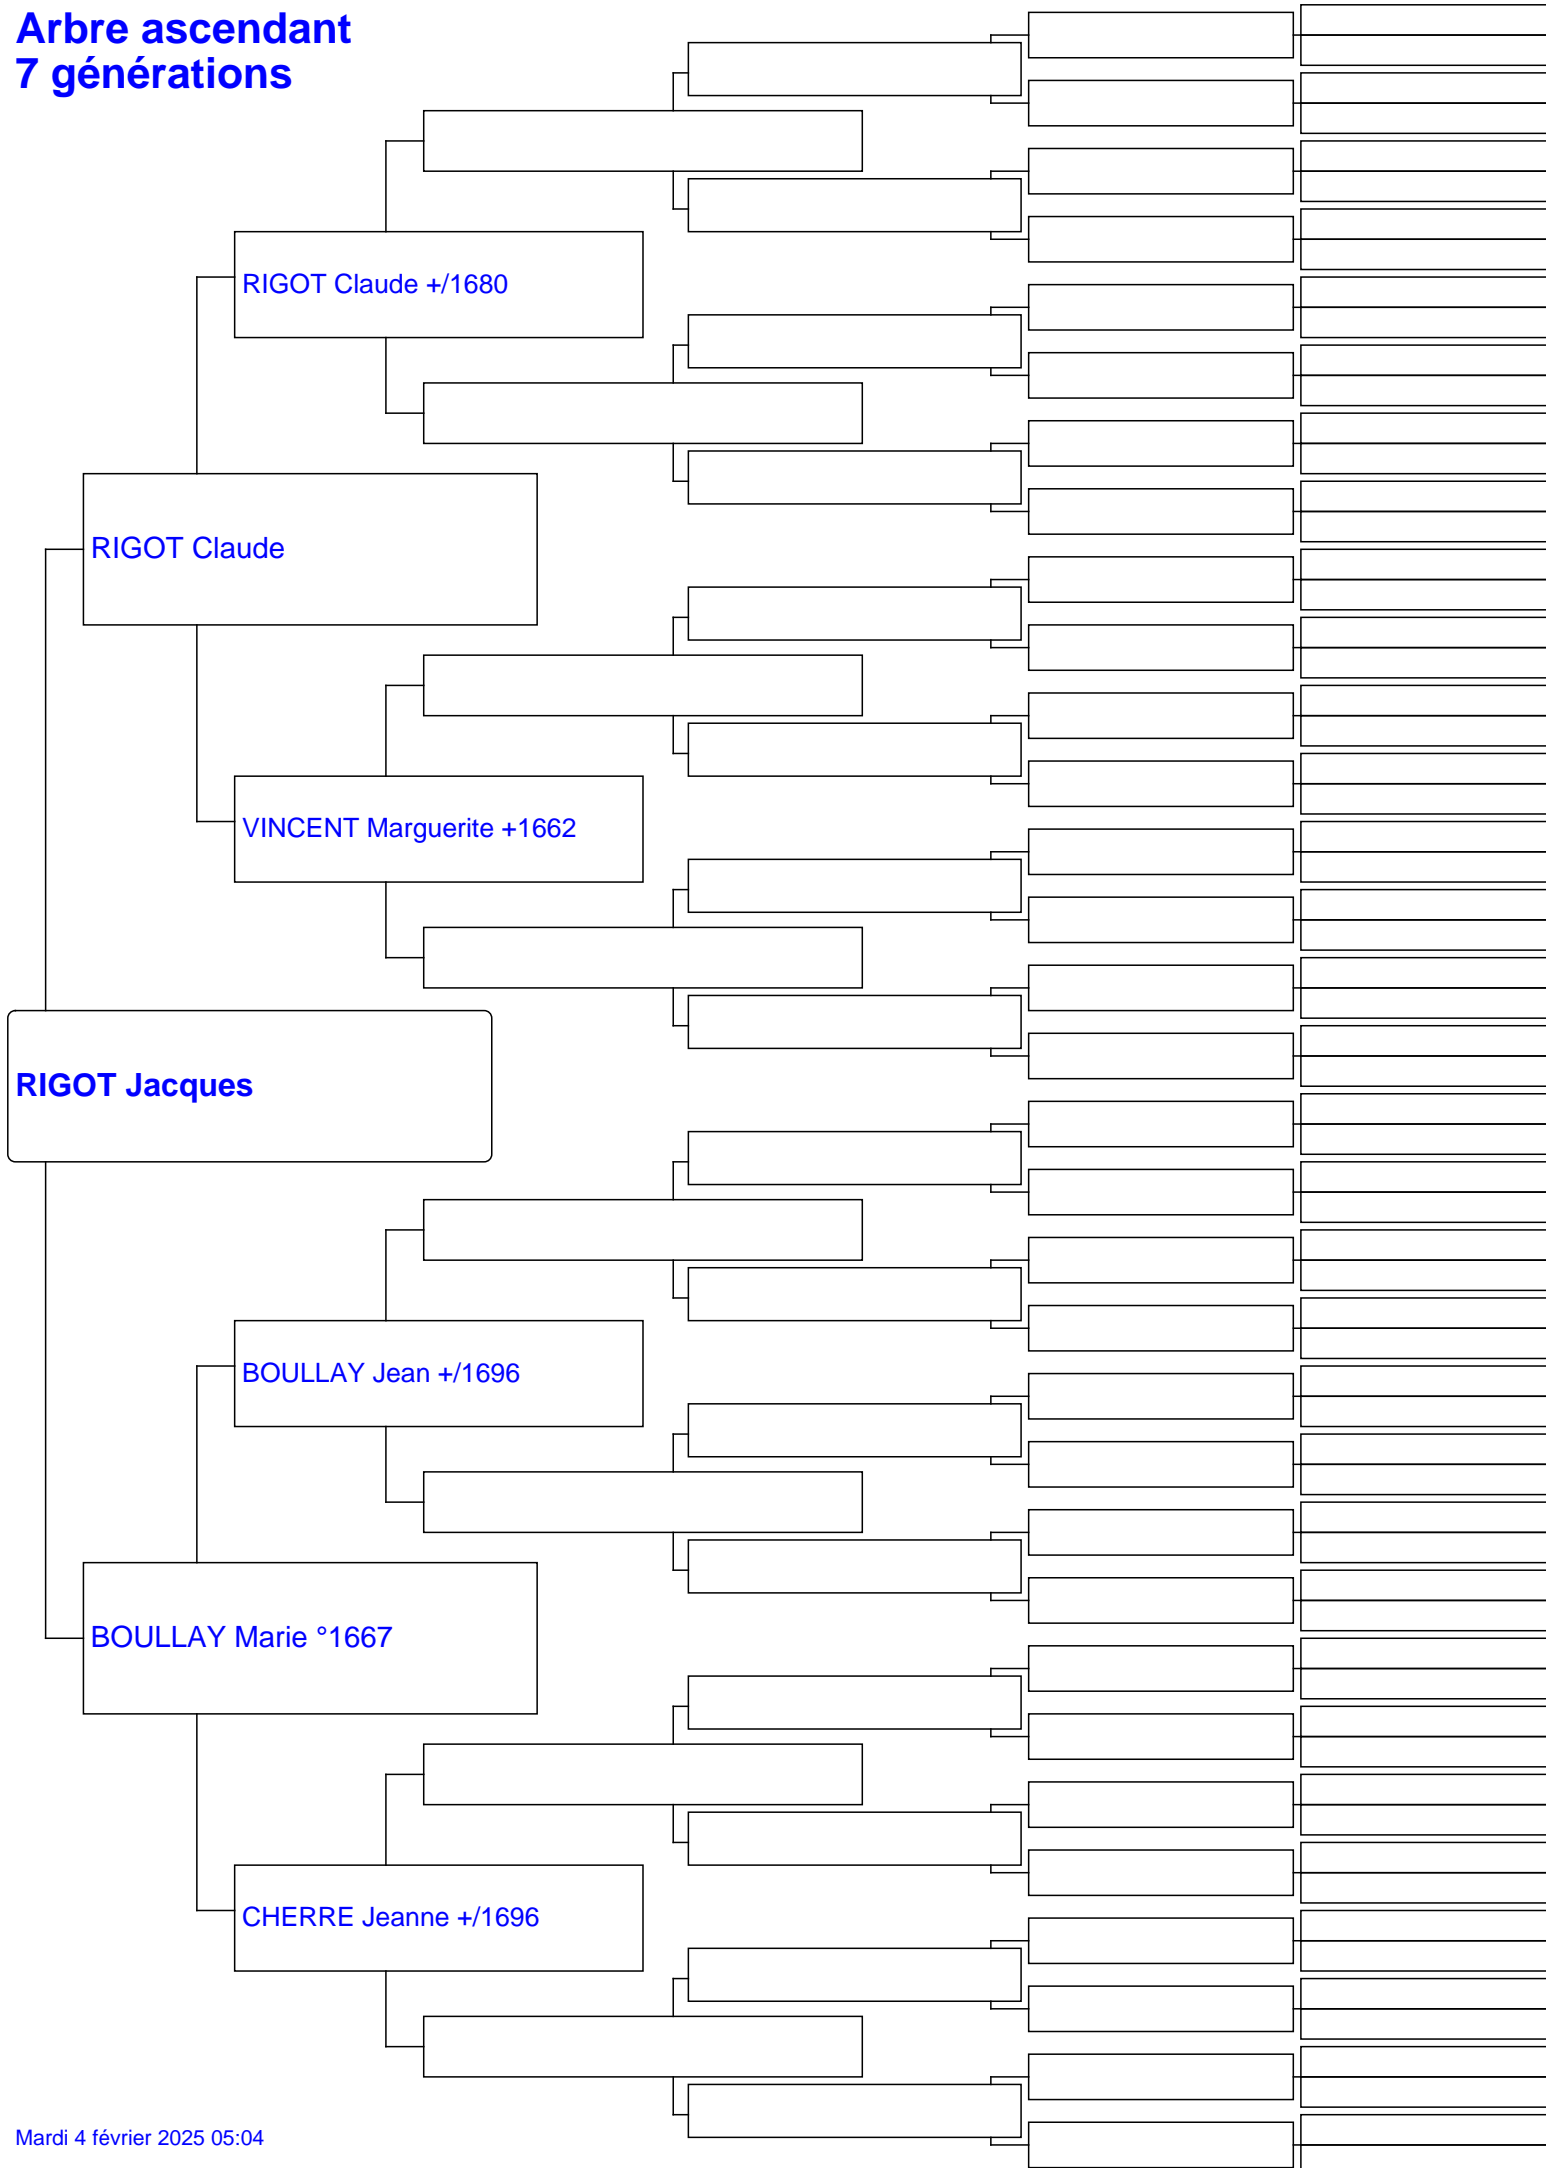 Arbre ascendant
7 générations
RIGOT Claude +/1680
RIGOT Claude
VINCENT Marguerite +1662
RIGOT Jacques
BOULLAY Jean +/1696
BOULLAY Marie °1667
CHERRE Jeanne +/1696
Mardi 4 février 2025 05:04